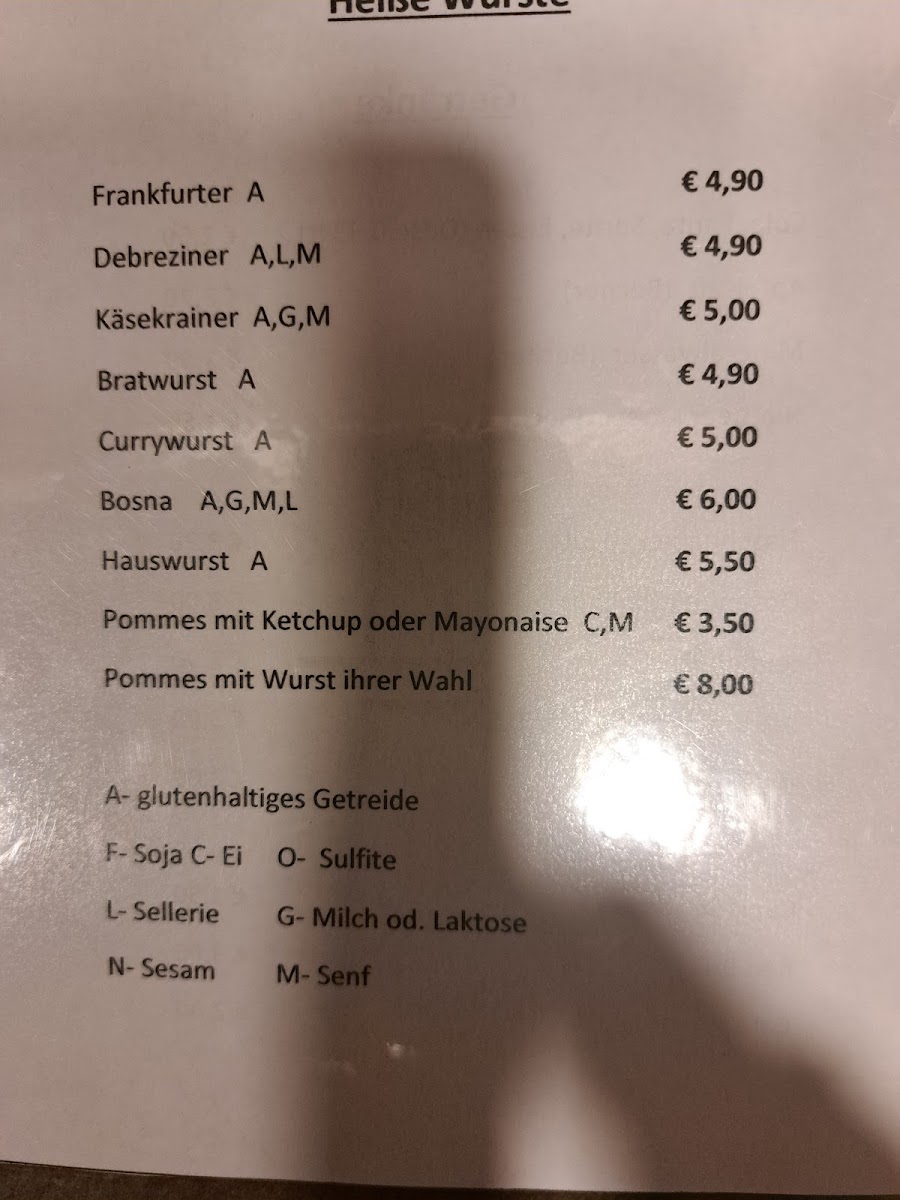 Heiße Würste
Frankfurter A € 4,90
Debreziner A,L,M € 4,90
Käsekrainer A,G,M € 5,00
Bratwurst A € 4,90
Currywurst A € 5,00
Bosna A,G,M,L € 6,00
Hauswurst A € 5,50
Pommes mit Ketchup oder Mayonaise C,M € 3,50
Pommes mit Wurst ihrer Wahl € 8,00
A- glutenhaltiges Getreide
F- Soja C- Ei O- Sulfite
L- Sellerie G- Milch od. Laktose
N- Sesam M- Senf